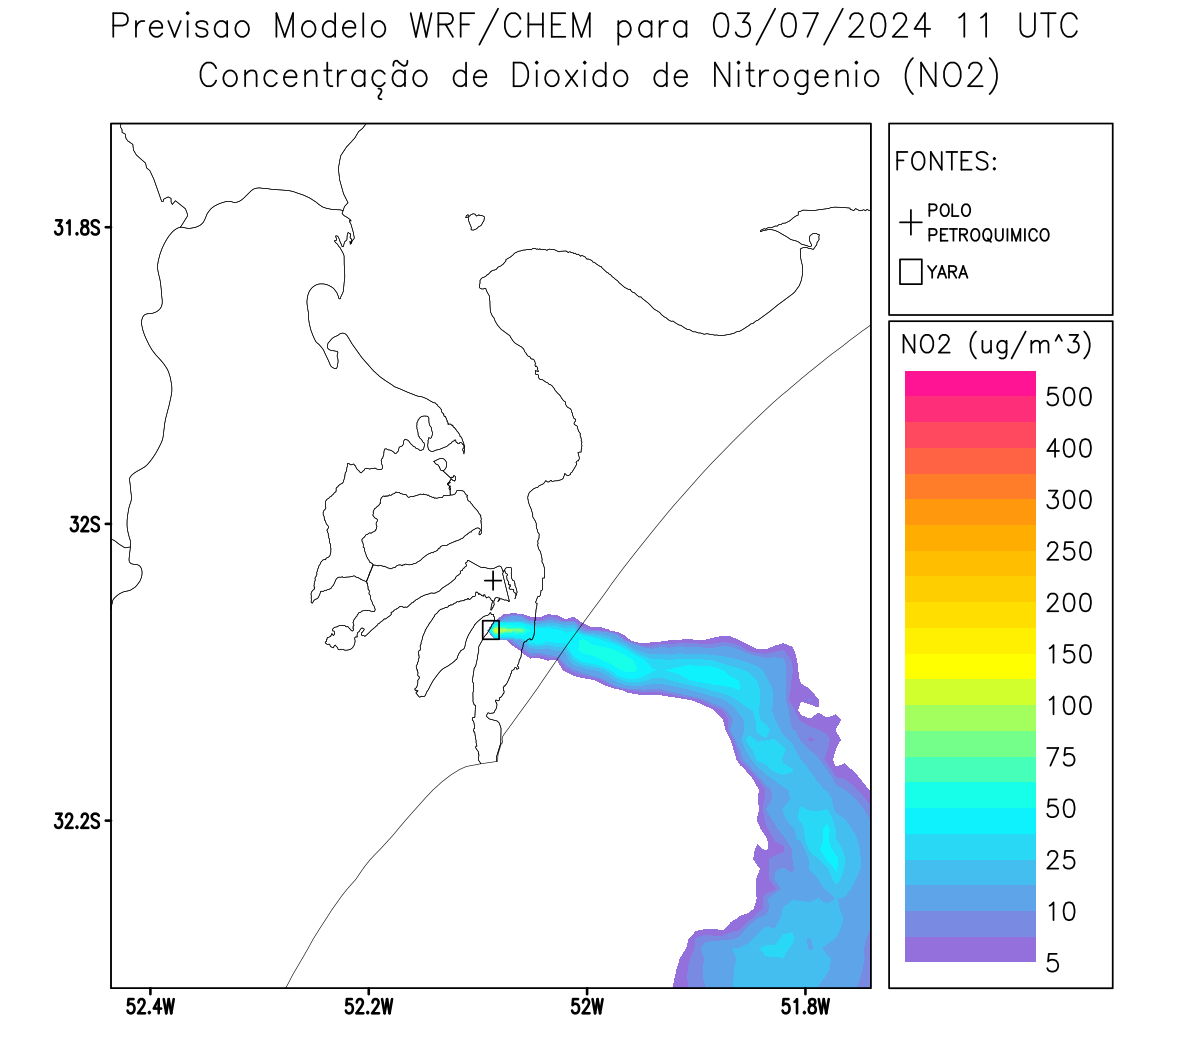 Previsao Modelo WRF/CHEM para 03/07/2024 11 UTC
Concentração de Dioxido de Nitrogenio (NO2)
FONTES:
POLO
PETROQUIMICO
YARA
NO2 (ug/m^3)
500
400
300
250
200
150
100
75
50
25
10
5
31.8S
32S
32.2S
52.4W
52.2W
52W
51.8W